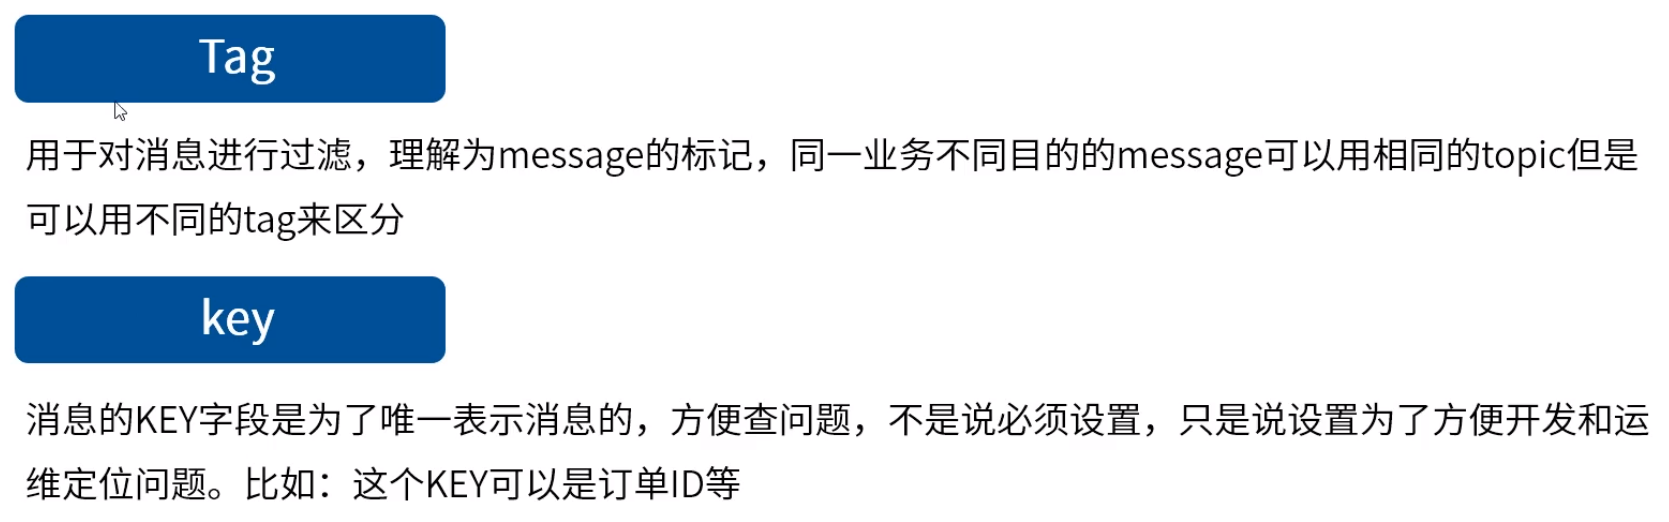 Tag
用于对消息进行过滤，理解为message的标记，同一业务不同目的的message可以用相同的topic但是
可以用不同的tag来区分
key
消息的KEY字段是为了唯一表示消息的，方便查问题，不是说必须设置，只是说设置为了方便开发和运
维定位问题。比如：这个KEY可以是订单ID等